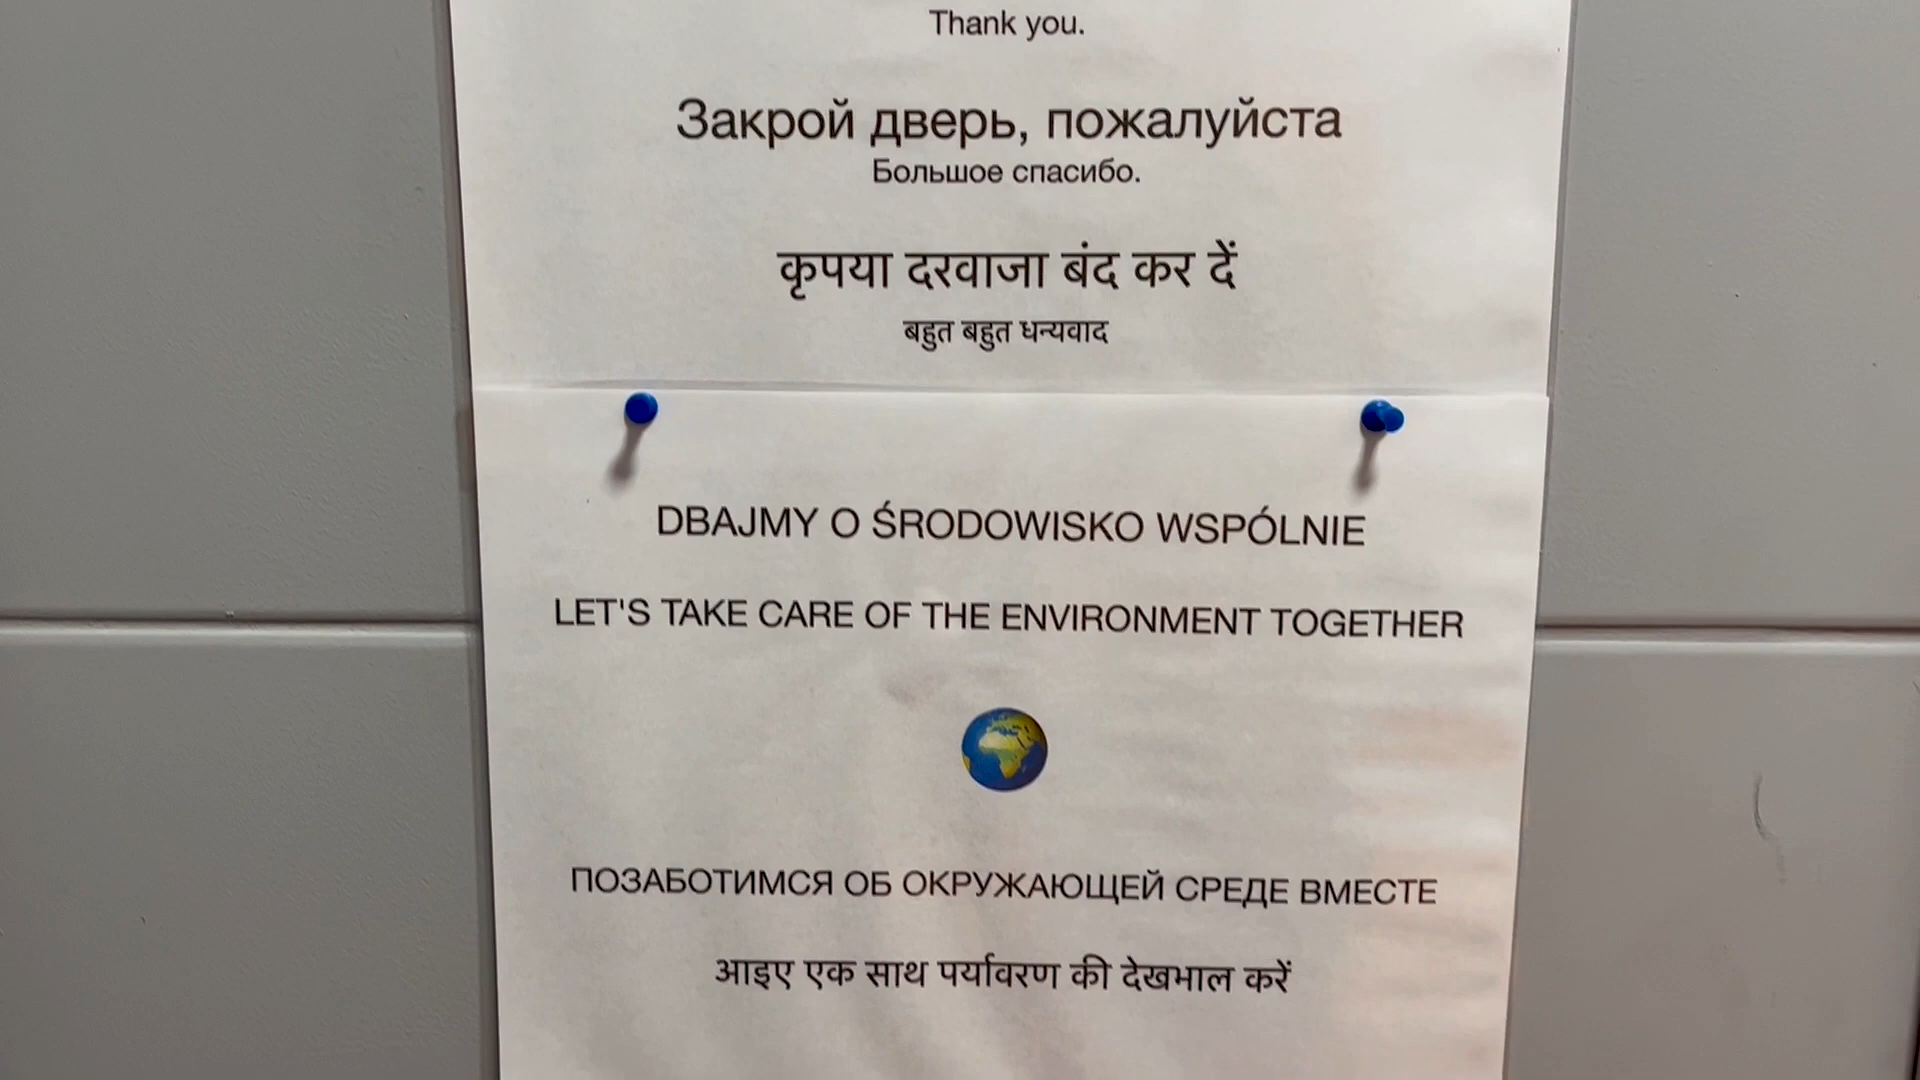 Thank you.
Закрой дверь, пожалуйста
Большое спасибо.
कृपया दरवाजा बंद कर दें
बहुत बहुत धन्यवाद
DBAJMY O ŚRODOWISKO WSPÓLNIE
LET'S TAKE CARE OF THE ENVIRONMENT TOGETHER
ПОЗАБОТИМСЯ ОБ ОКРУЖАЮЩЕЙ СРЕДЕ ВМЕСТЕ
आइए एक साथ पर्यावरण की देखभाल करें